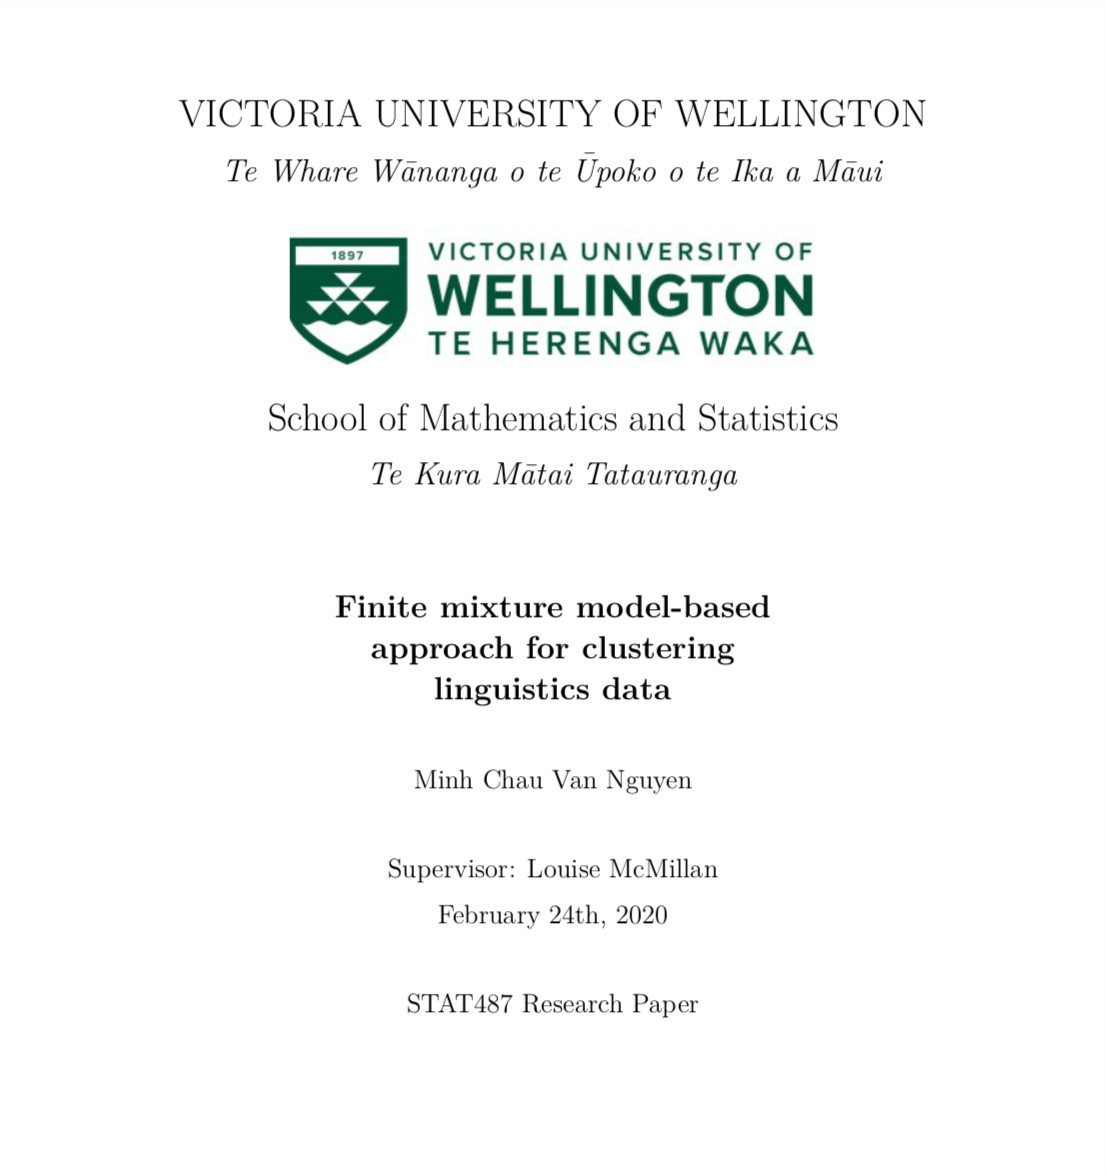 VICTORIA UNIVERSITY OF WELLINGTON
Te Whare Wānanga o te Ūpoko o te Ika a Māui
1897
VICTORIA UNIVERSITY OF
WELLINGTON
TE HERENGA WAKA
School of Mathematics and Statistics
Te Kura Mātai Tatauranga
Finite mixture model-based
approach for clustering
linguistics data
Minh Chau Van Nguyen
Supervisor: Louise McMillan
February 24th, 2020
STAT487 Research Paper